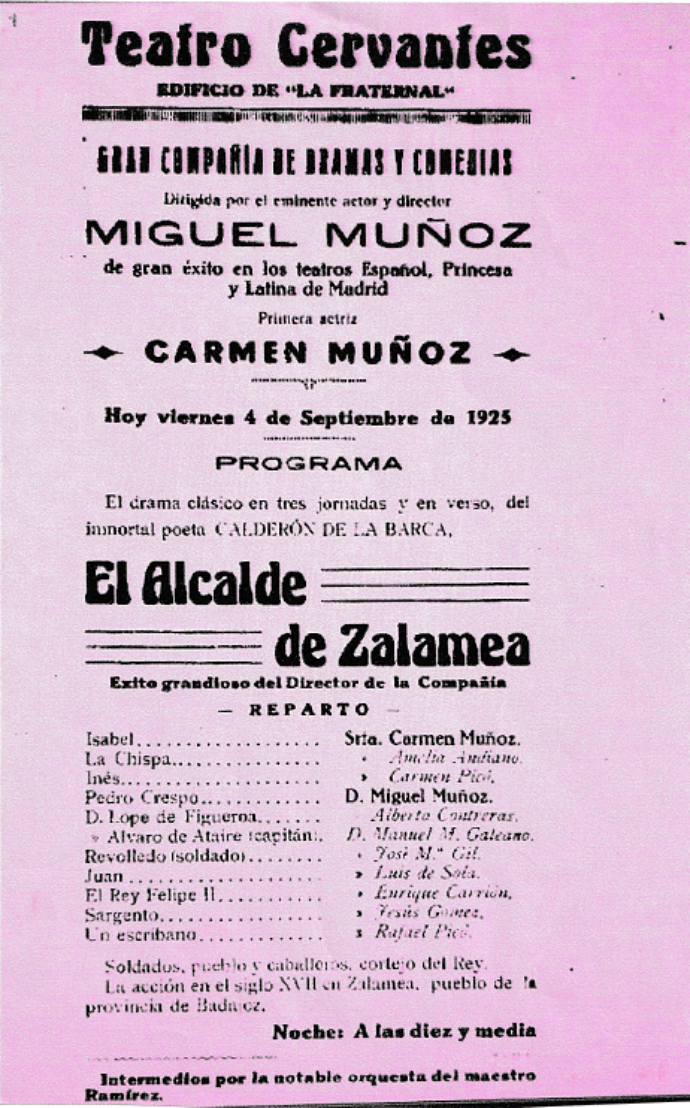 Teatro Cervantes
EDIFICIO DE "LA FRATERNAL"
GRAN COMPAÑÍA DE DRAMAS Y COMEDIAS
Dirigida por el eminente actor y director
MIGUEL MUÑOZ
de gran éxito en los teatros Español, Princesa
y Latina de Madrid
Primera actriz
CARMEN MUÑOZ
Hoy viernes 4 de Septiembre de 1925
PROGRAMA
El drama clásico en tres jornadas y en verso, del
inmortal poeta CALDERÓN DE LA BARCA,
El Alcalde
de Zalamea
Exito grandioso del Director de la Compañía
— REPARTO —
Isabel................... Srta. Carmen Muñoz.
La Chispa............... » Amelia Andiano.
Inés.................... » Carmen Picó.
Pedro Crespo............ D. Miguel Muñoz.
D. Lope de Figueroa....... Alberto Contreras.
» Alvaro de Ataire (capitán). D. Manuel M. Galeano.
Revolledo (soldado)........ » José M.ª Gil.
Juan.................... » Luis de Sola.
El Rey Felipe II.......... » Enrique Carrión.
Sargento................ » Jesús Gomez.
Un escribano............ » Rafael Picó.
Soldados, pueblo y caballeros, cortejo del Rey.
La acción en el siglo XVII en Zalamea, pueblo de la
provincia de Badajoz.
Noche: A las diez y media
Intermedios por la notable orquesta del maestro
Ramírez.